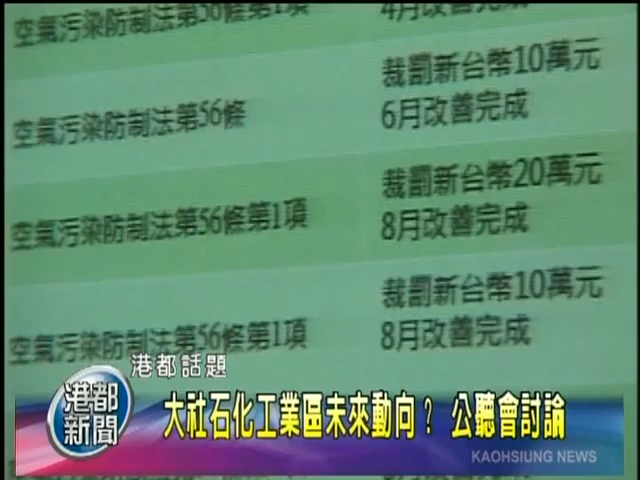 空氣污染防制法第56條第1項
4月改善完成
空氣污染防制法第56條
裁罰新台幣10萬元
6月改善完成
空氣污染防制法第56條第1項
裁罰新台幣20萬元
8月改善完成
空氣污染防制法第56條第1項
裁罰新台幣10萬元
8月改善完成
港都話題
港都
新聞
大社石化工業區未來動向？ 公聽會討論
KAOHSIUNG NEWS